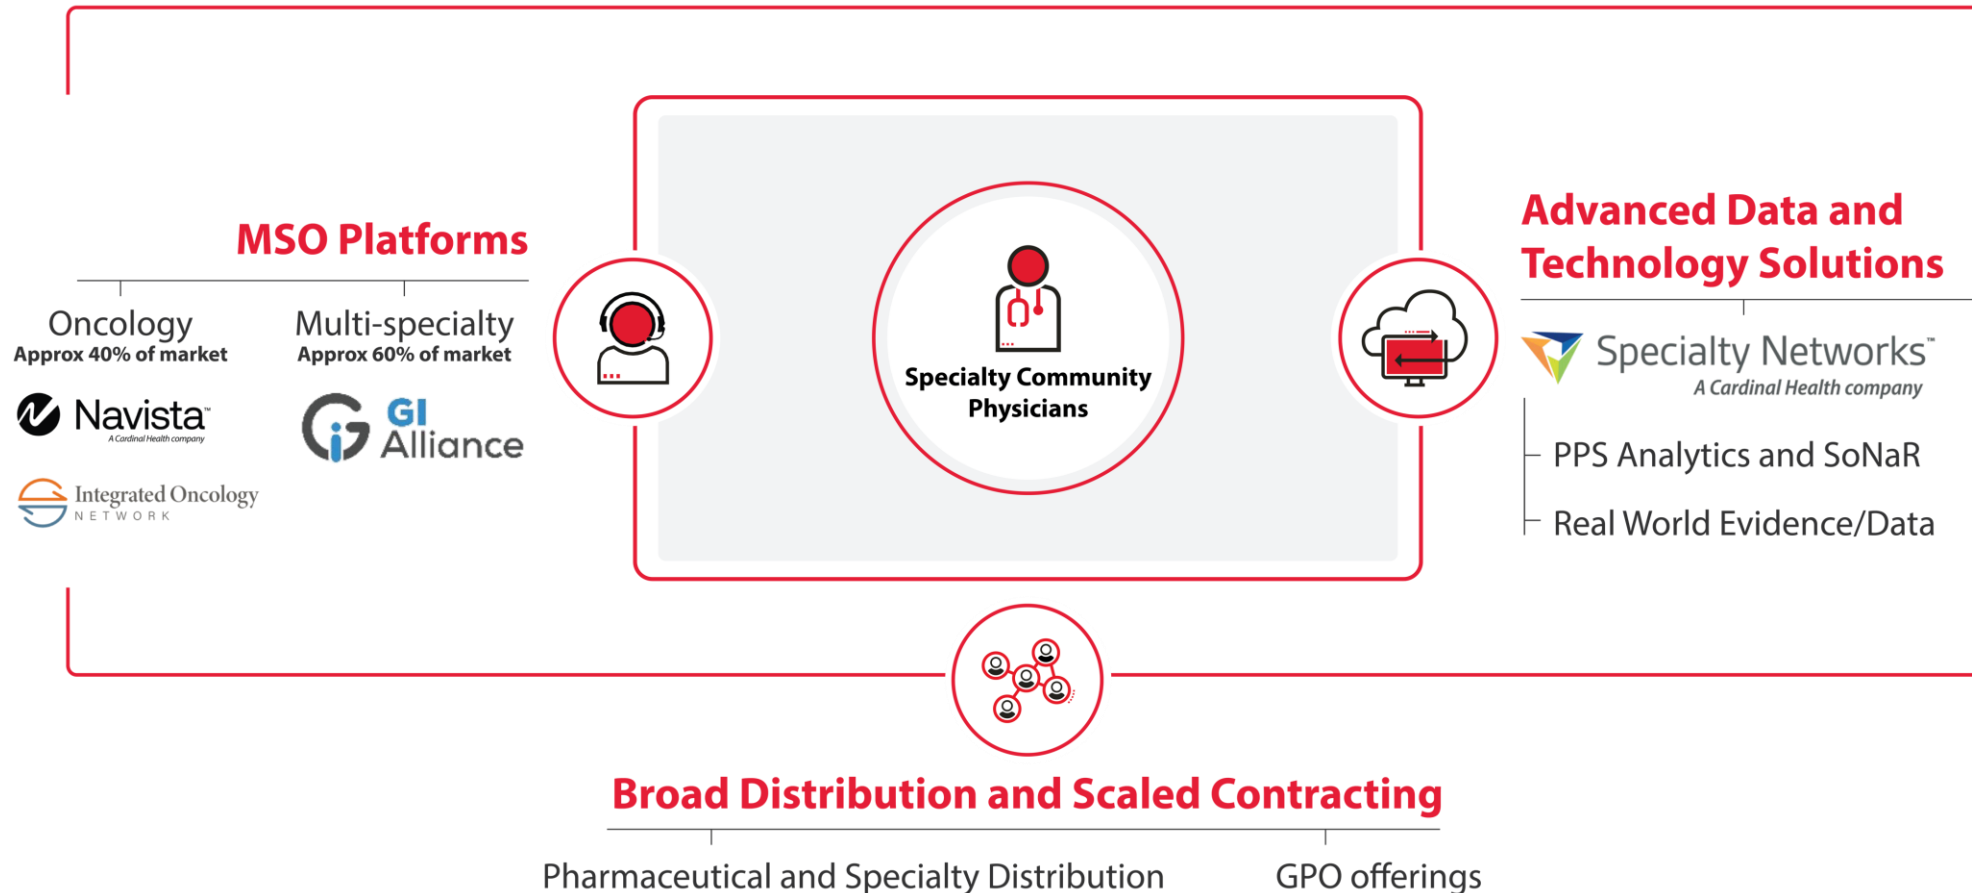 MSO Platforms
Oncology
Approx 40% of market
Navista™
A Cardinal Health company
Integrated Oncology
NETWORK
Multi-specialty
Approx 60% of market
GI
Alliance
Specialty Community
Physicians
Advanced Data and
Technology Solutions
Specialty Networks™
A Cardinal Health company
PPS Analytics and SoNaR
Real World Evidence/Data
Broad Distribution and Scaled Contracting
Pharmaceutical and Specialty Distribution
GPO offerings